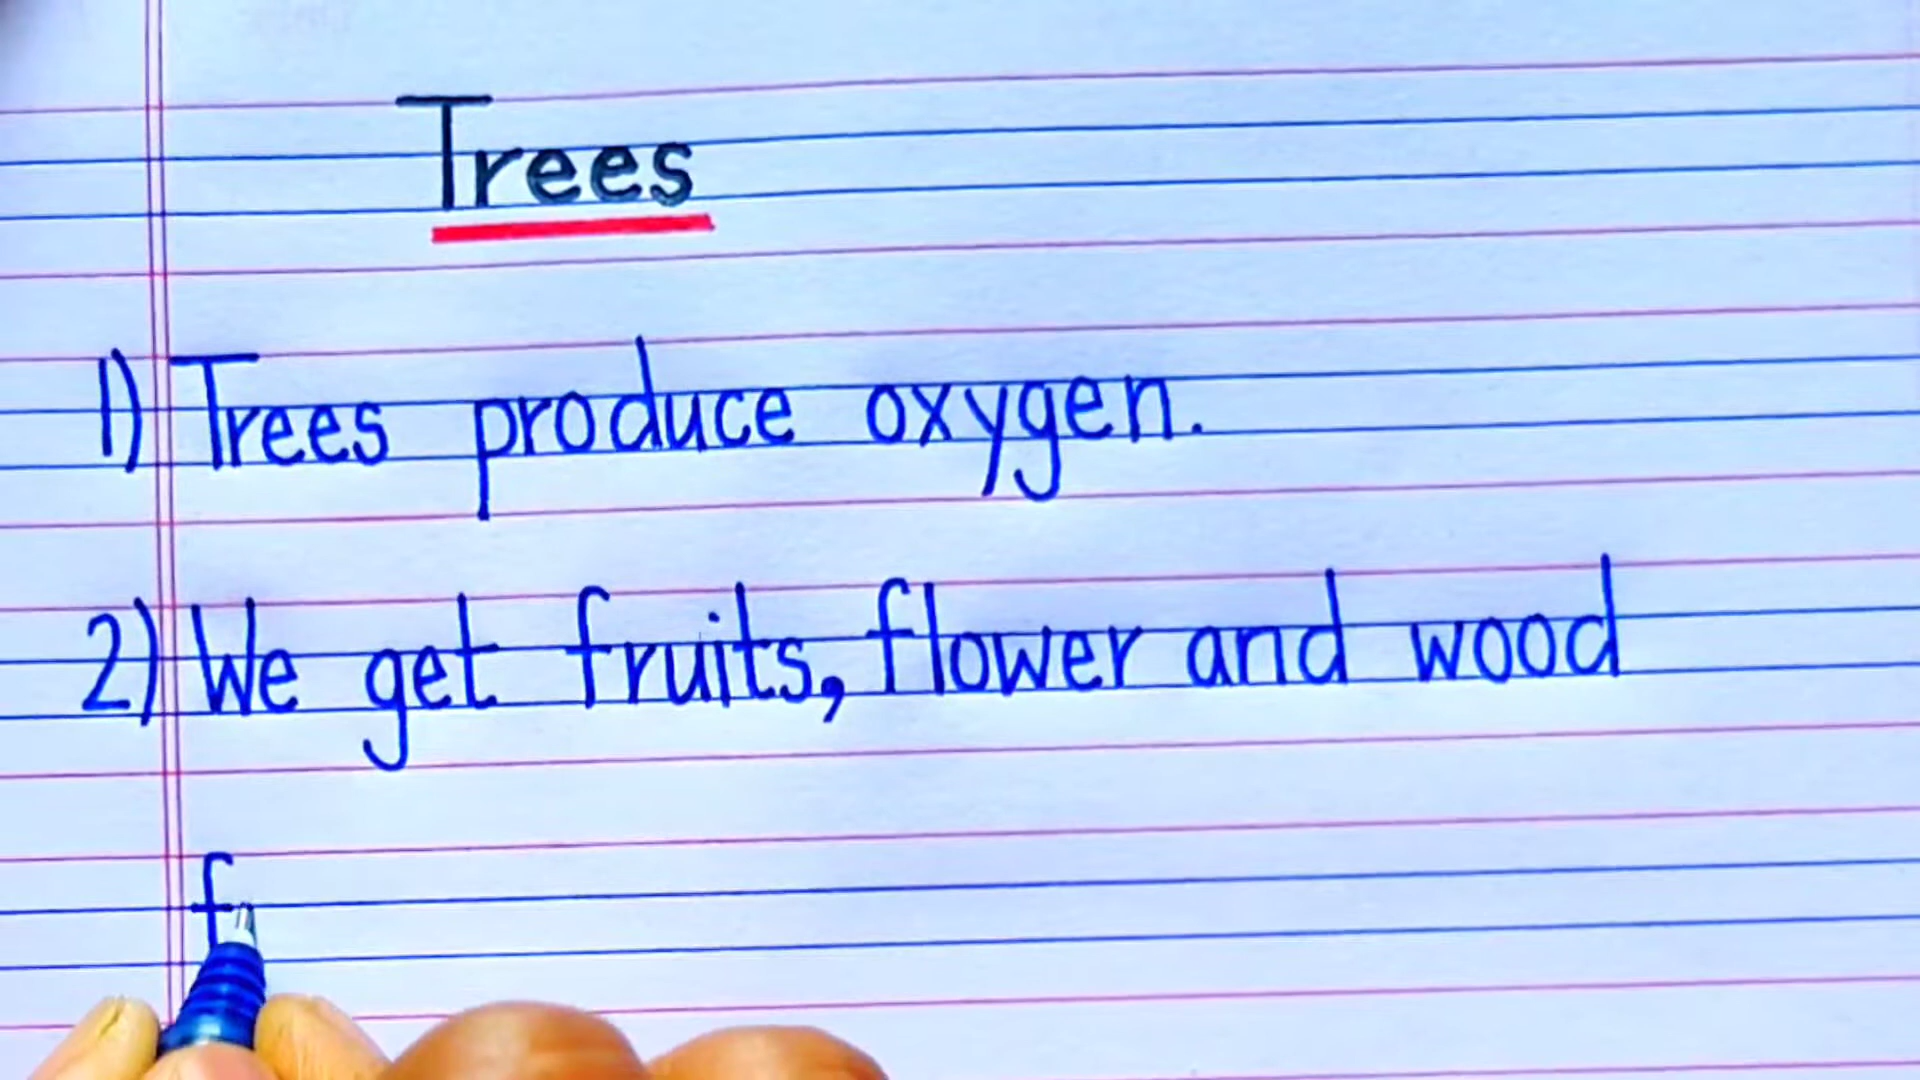 Trees
1) Trees produce oxygen.
2) We get fruits, flower and wood
f